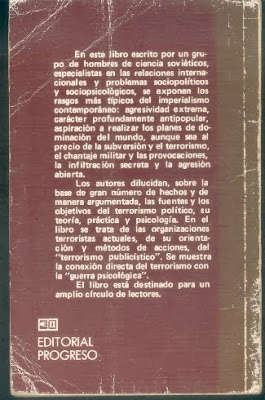 En este libro escrito por un gru-
po de hombres de ciencia soviéticos,
especialistas en las relaciones interna-
cionales y problemas sociopolíticos
y sociopsicológicos, se exponen los
rasgos más típicos del imperialismo
contemporáneo: agresividad extrema,
carácter profundamente antipopular,
aspiración a realizar los planes de do-
minación del mundo, aunque sea al
precio de la subversión y el terrorismo,
el chantaje militar y las provocaciones,
la infiltración secreta y la agresión
abierta.
Los autores dilucidan, sobre la
base de gran número de hechos y de
manera argumentada, las fuentes y los
objetivos del terrorismo político, su
teoría, práctica y psicología. En el
libro se trata de las organizaciones
terroristas actuales, de su orienta-
ción y métodos de acciones, del
"terrorismo publicístico". Se muestra
la conexión directa del terrorismo con
la "guerra psicológica".
El libro está destinado para un
amplio círculo de lectores.
EDITORIAL
PROGRESO